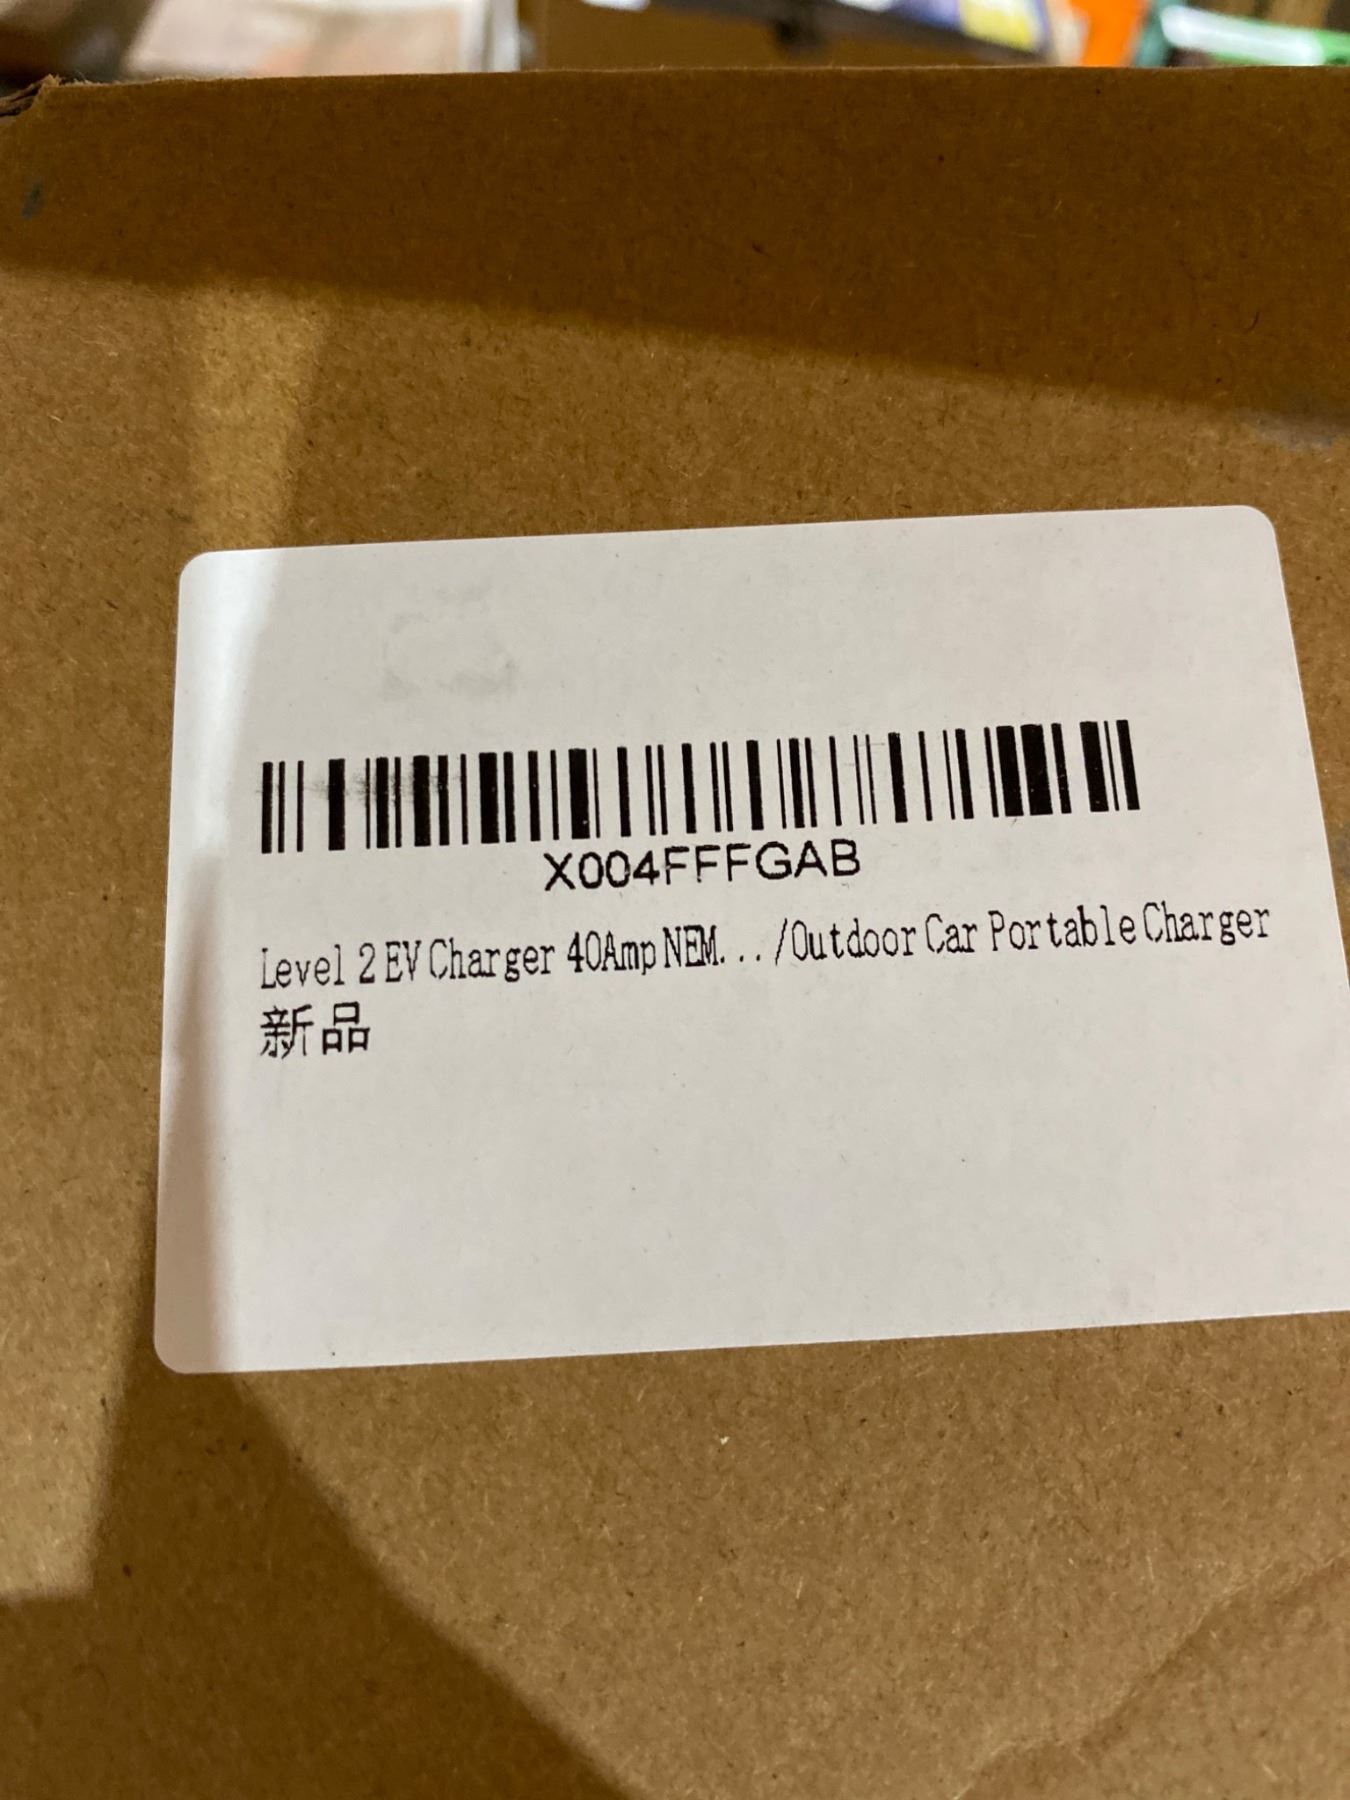 X004FFFGAB
Level 2 EV Charger 40Amp NEM.../Outdoor Car Portable Charger
新品